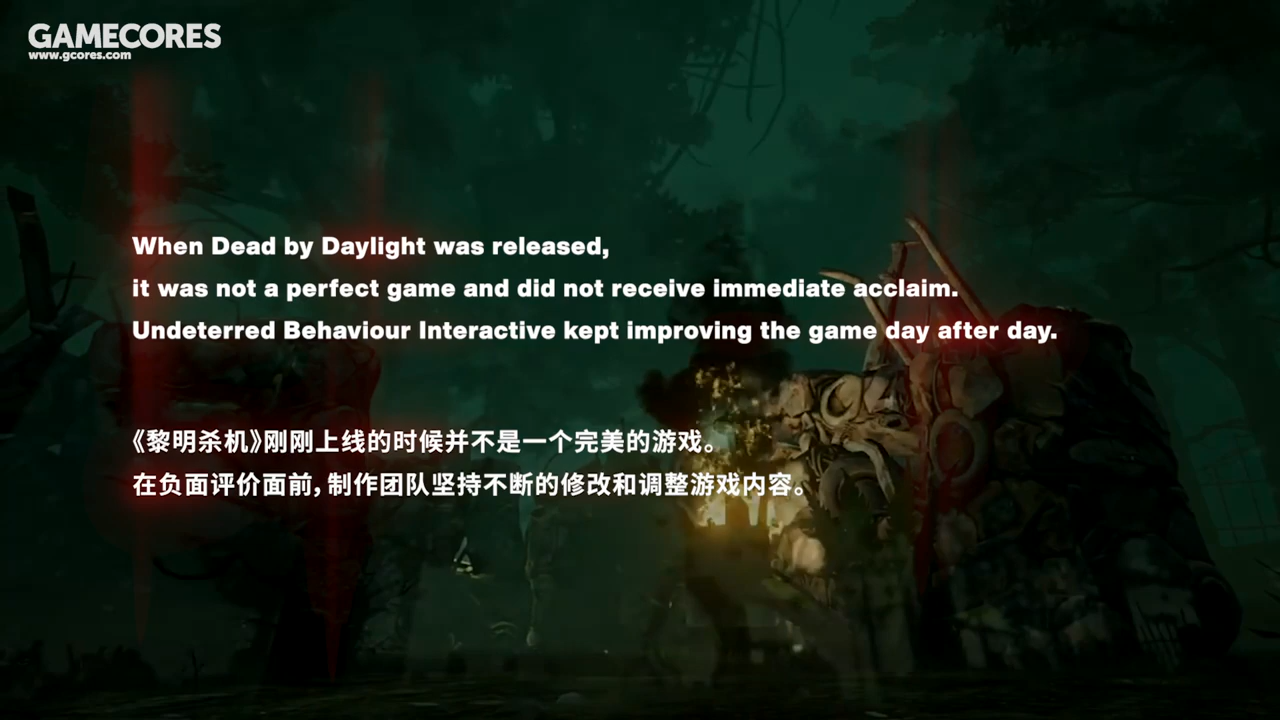 GAMECORES
www.gcores.com
When Dead by Daylight was released,
it was not a perfect game and did not receive immediate acclaim.
Undeterred Behaviour Interactive kept improving the game day after day.
《黎明杀机》刚刚上线的时候并不是一个完美的游戏。
在负面评价面前,制作团队坚持不断的修改和调整游戏内容。